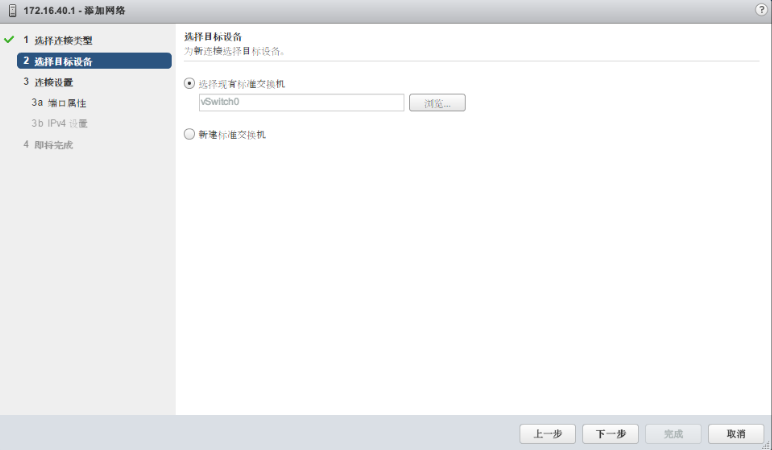 172.16.40.1 - 添加网络
?
1 选择连接类型
2 选择目标设备
3 连接设置
3a 端口属性
3b IPv4 设置
4 即将完成
选择目标设备
为新连接选择目标设备。
选择现有标准交换机
vSwitch0
浏览...
新建标准交换机
上一步
下一步
完成
取消